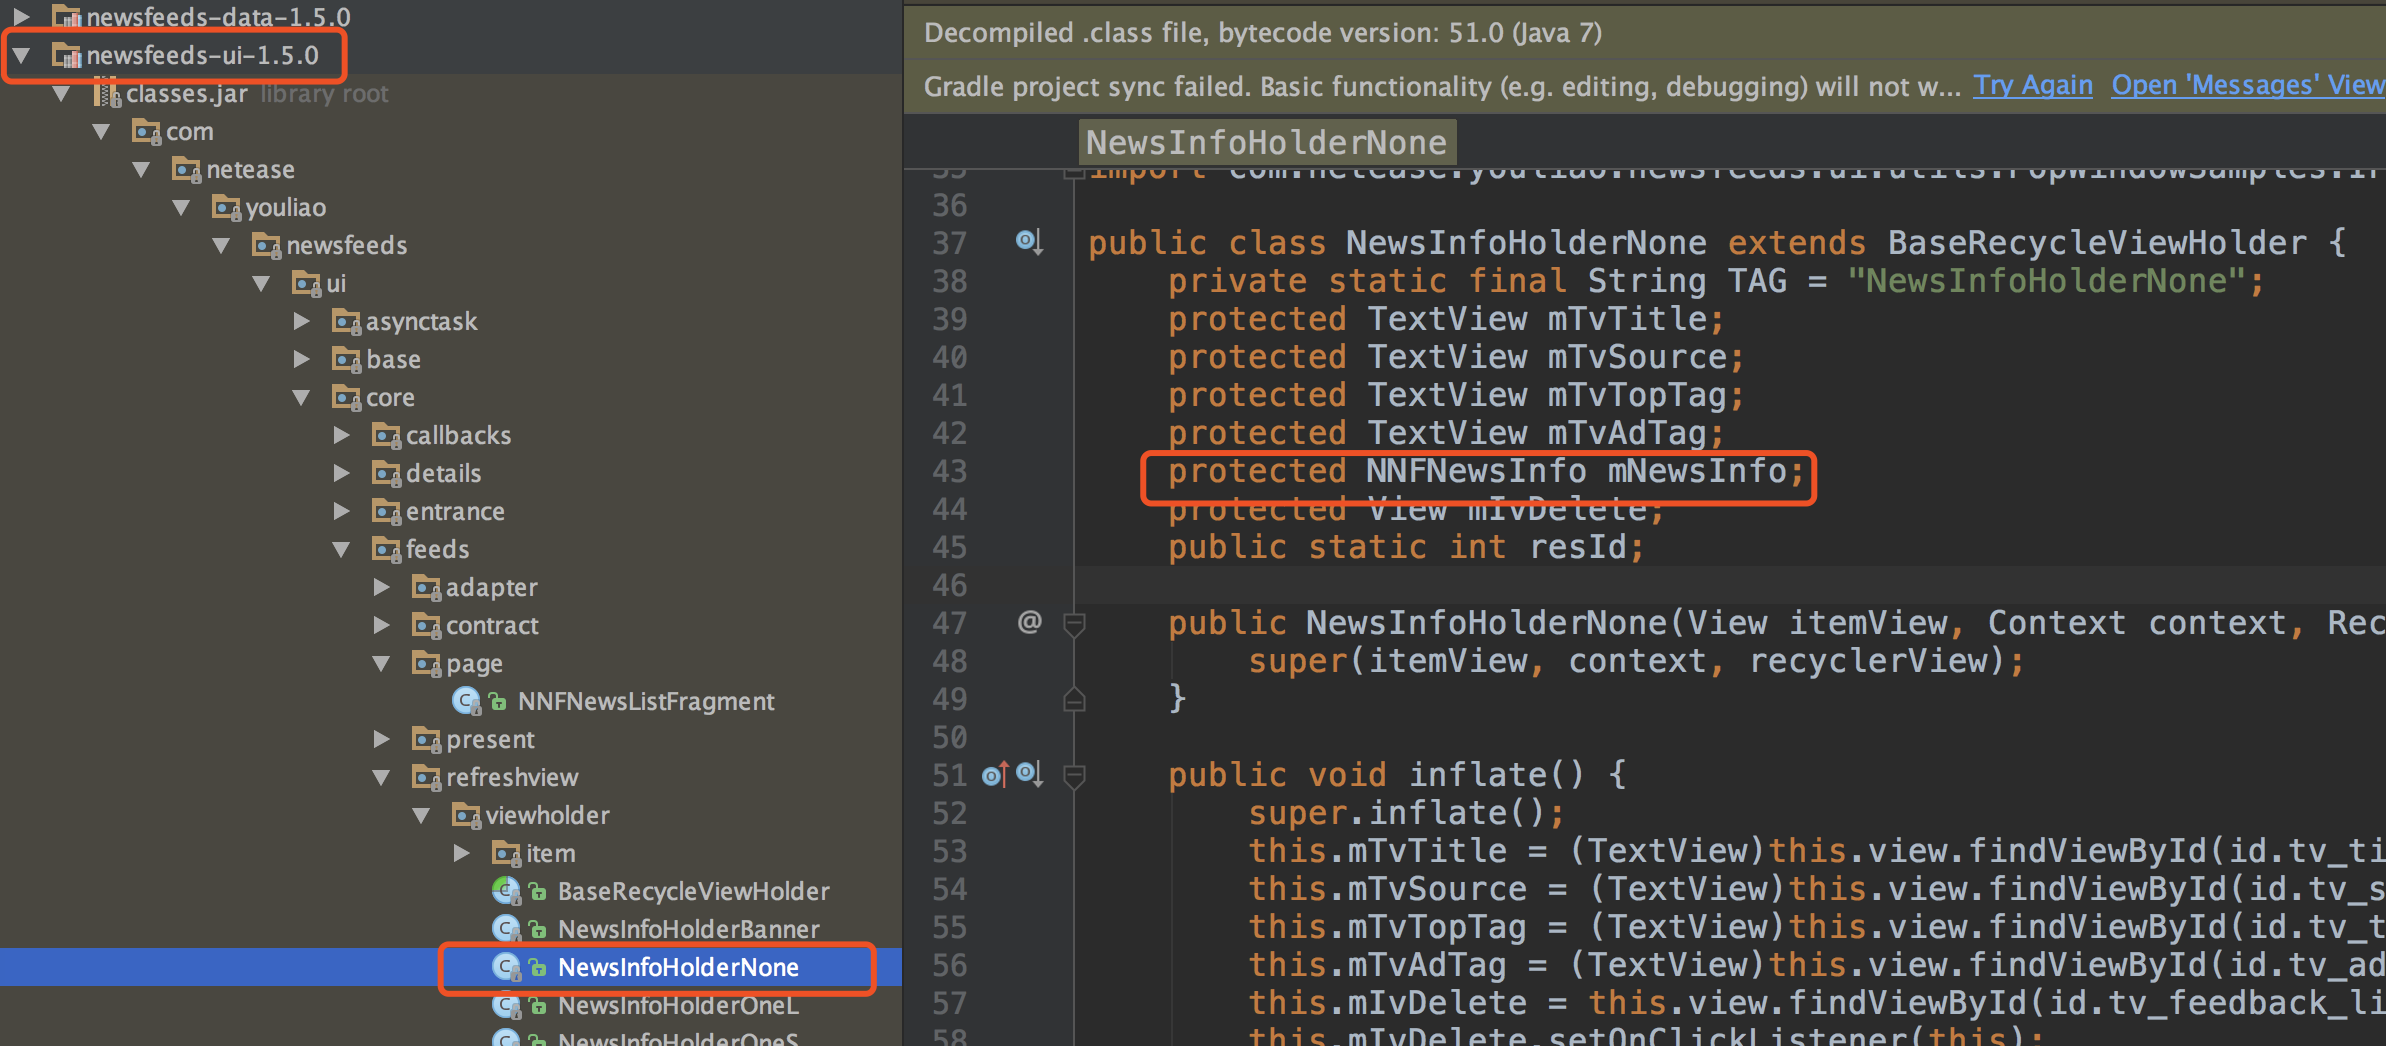 newsfeeds-data-1.5.0
newsfeeds-ui-1.5.0
classes.jar library root
com
netease
youliao
newsfeeds
ui
asynctask
base
core
callbacks
details
entrance
feeds
adapter
contract
page
NNFNewsListFragment
present
refreshview
viewholder
item
BaseRecycleViewHolder
NewsInfoHolderBanner
NewsInfoHolderNone
NewsInfoHolderOneL
NewsInfoHolderOneS
Decompiled .class file, bytecode version: 51.0 (Java 7)
Gradle project sync failed. Basic functionality (e.g. editing, debugging) will not w... Try Again Open 'Messages' View
NewsInfoHolderNone
35 import com.netease.youliao.newsfeeds.ui.utils.PopWindowSamples.
36
37 public class NewsInfoHolderNone extends BaseRecycleViewHolder {
38 private static final String TAG = "NewsInfoHolderNone";
39 protected TextView mTvTitle;
40 protected TextView mTvSource;
41 protected TextView mTvTopTag;
42 protected TextView mTvAdTag;
43 protected NNFNewsInfo mNewsInfo;
44 protected View mIvDelete;
45 public static int resId;
46
47 @ public NewsInfoHolderNone(View itemView, Context context, Rec
48 super(itemView, context, recyclerView);
49 }
50
51 public void inflate() {
52 super.inflate();
53 this.mTvTitle = (TextView)this.view.findViewById(id.tv_ti
54 this.mTvSource = (TextView)this.view.findViewById(id.tv_s
55 this.mTvTopTag = (TextView)this.view.findViewById(id.tv_t
56 this.mTvAdTag = (TextView)this.view.findViewById(id.tv_ad
57 this.mIvDelete = this.view.findViewById(id.tv_feedback_li
58 this.mIvDelete.setOnClickListener(this);